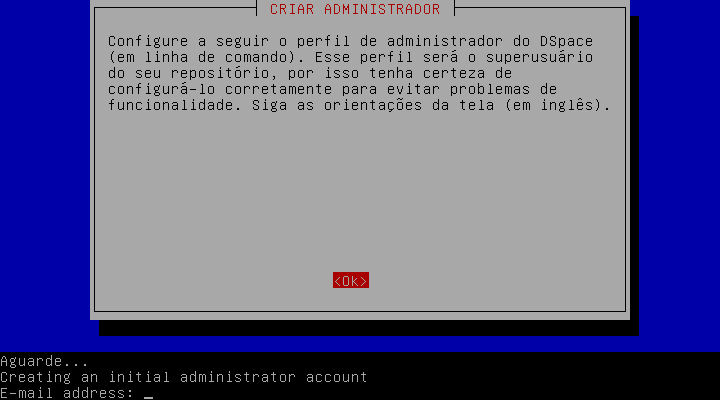 CRIAR ADMINISTRADOR
Configure a seguir o perfil de administrador do DSpace
(em linha de comando). Esse perfil será o superusuário
do seu repositório, por isso tenha certeza de
configurá-lo corretamente para evitar problemas de
funcionalidade. Siga as orientações da tela (em inglês).
<Ok>
Aguarde...
Creating an initial administrator account
E-mail address: _